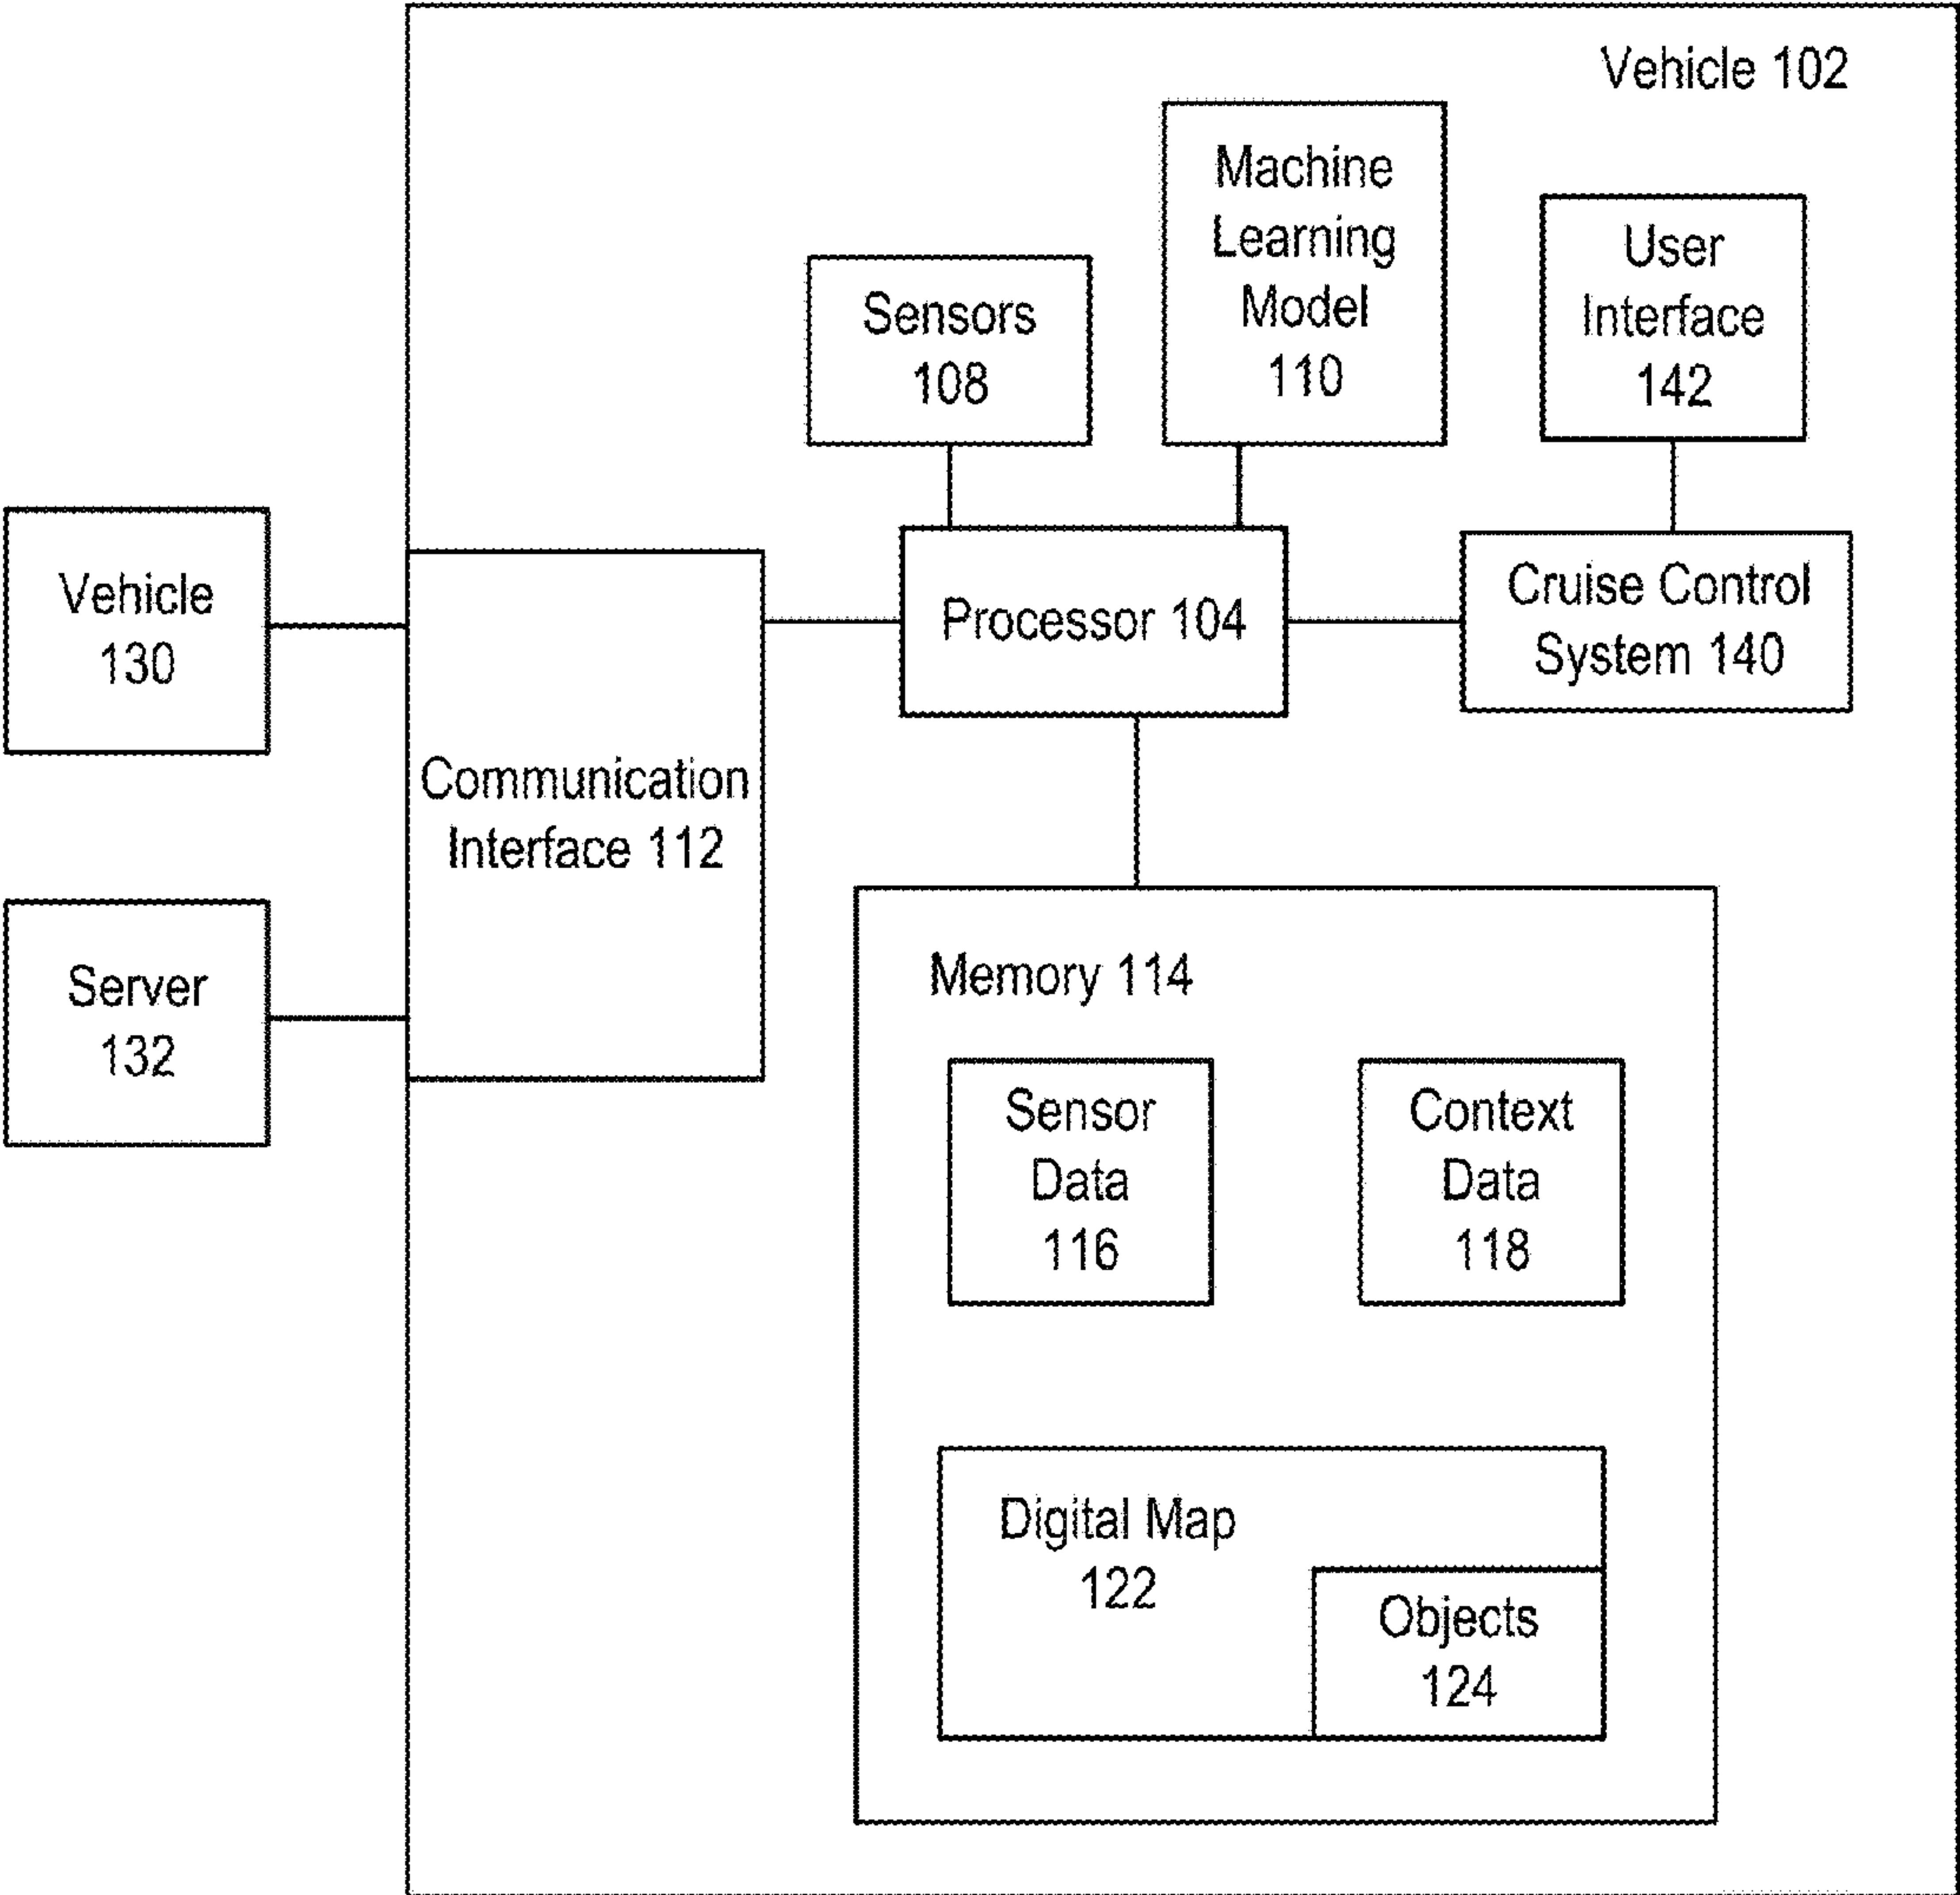 Vehicle 102
Machine
Learning
Model
110
User
Interface
142
Sensors
108
Vehicle
130
Processor 104
Cruise Control
System 140
Communication
Interface 112
Server
132
Memory 114
Sensor
Data
116
Context
Data
118
Digital Map
122
Objects
124